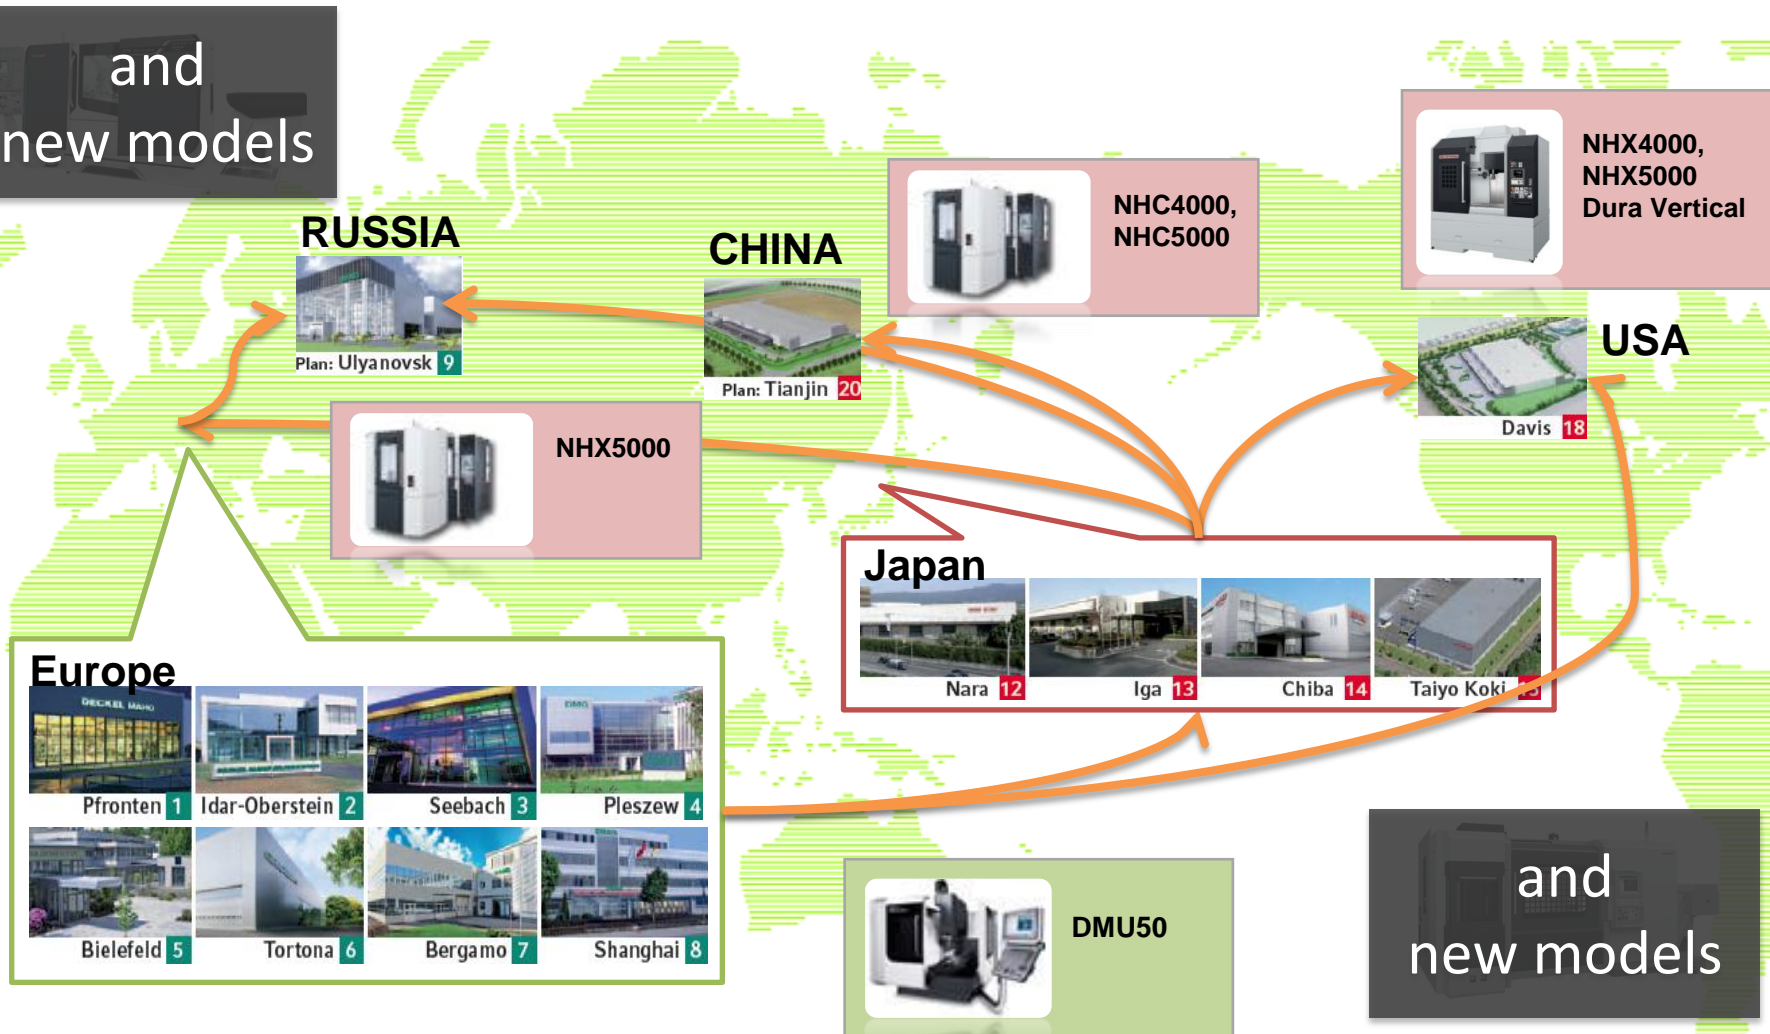 and
new models
RUSSIA
Plan: Ulyanovsk 9
CHINA
Plan: Tianjin 20
NHC4000,
NHC5000
NHX4000,
NHX5000
Dura Vertical
USA
Davis 18
NHX5000
Japan
Nara 12
Iga 13
Chiba 14
Taiyo Koki 15
Europe
DECKEL MAHO
DMG
Pfronten 1
Idar-Oberstein 2
Seebach 3
Pleszew 4
Bielefeld 5
Tortona 6
Bergamo 7
Shanghai 8
DMU50
and
new models